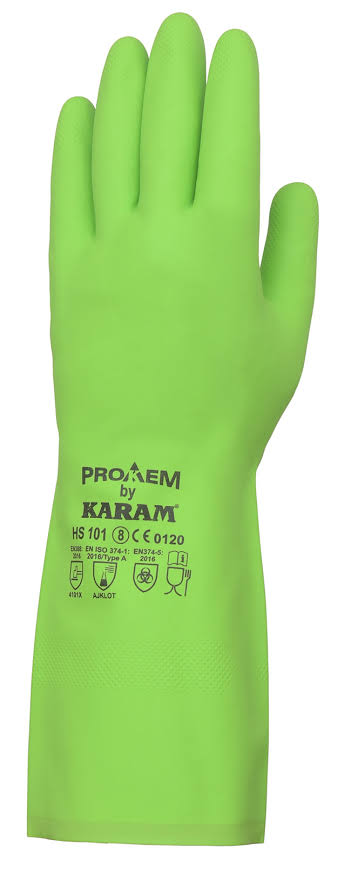 PROXEM
by
KARAM®
HS 101 8 CE 0120
EN388: EN ISO 374-1: EN374-5:
2016 2016/Type A 2016
4101X AJKLOT